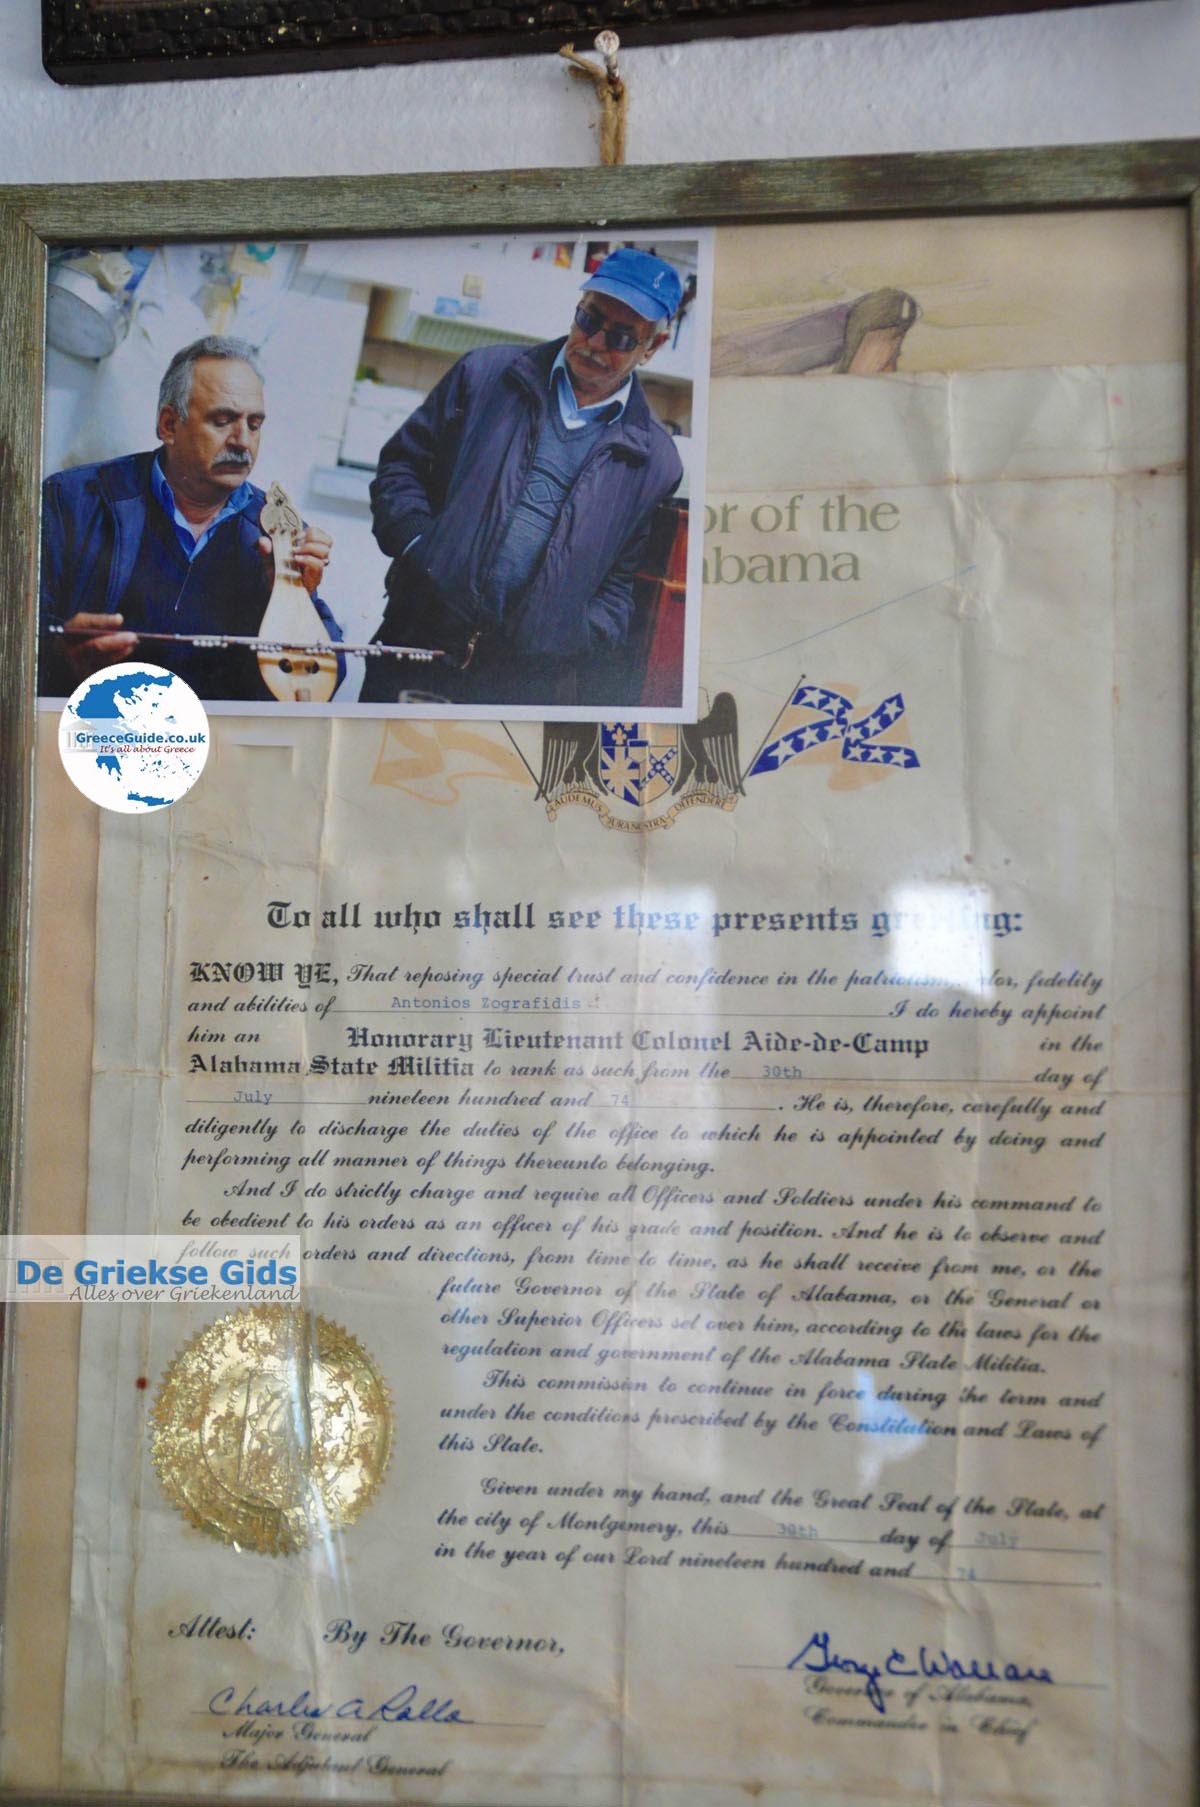 or of the
abama
AUDEMUS JURA NOSTRA DEFENDERE
GreeceGuide.co.uk
It's all about Greece
To all who shall see these presents
KNOW YE, That reposing special trust and confidence in the fidelity
and abilities of Antonios Zografidis I do hereby appoint
him an Honorary Lieutenant Colonel Aide-de-Camp in the
Alabama State Militia to rank as such from the 30th day of
July nineteen hundred and 74. He is, therefore, carefully and
diligently to discharge the duties of the office to which he is appointed by doing and
performing all manner of things thereunto belonging.
And I do strictly charge and require all Officers and Soldiers under his command to
be obedient to his orders as an officer of his grade and position. And he is to observe and
follow such orders and directions, from time to time, as he shall receive from me, or the
future Governor of the State of Alabama, or the General or
other Superior Officers set over him, according to the laws for the
regulation and government of the Alabama State Militia.
This commission to continue in force during the term and
under the conditions prescribed by the Constitution and Laws of
this State.
Given under my hand, and the Great Seal of the State, at
the city of Montgomery, this 30th day of July
in the year of our Lord nineteen hundred and 74
De Griekse Gids
Alles over Griekenland
Attest: By The Governor,
George C Wallace
Governor of Alabama,
Commander in Chief
Charles A Rollo
Major General
The Adjutant General